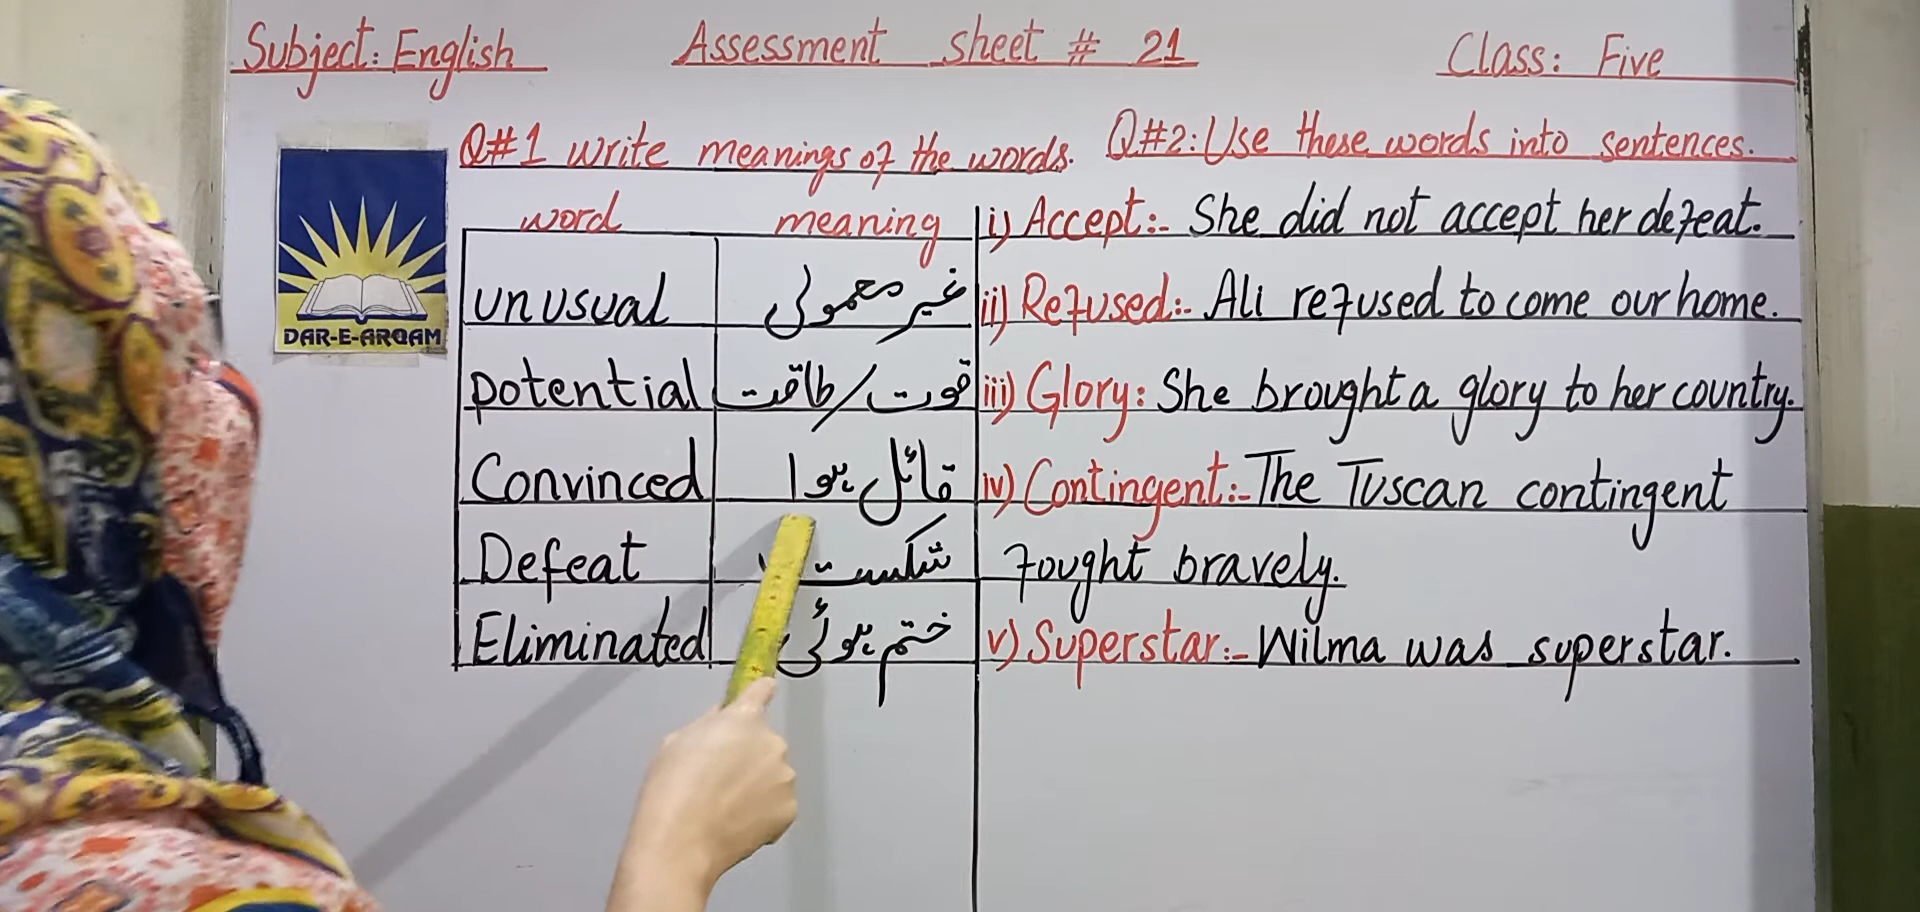 Subject: English Assessment Sheet # 21 Class: Five
Q#1 write meanings of the words.
word meaning
unusual غیر معمولی
potential قوت/طاقت
Convinced قائل ہوا
Defeat شکست
Eliminated ختم ہوئی
Q#2: Use these words into sentences.
i) Accept:- She did not accept her defeat.
ii) Refused:- Ali refused to come our home.
iii) Glory: She brought a glory to her country.
iv) Contingent:- The Tuscan contingent
fought bravely.
v) Superstar:- Wilma was superstar.
DAR-E-ARQAM